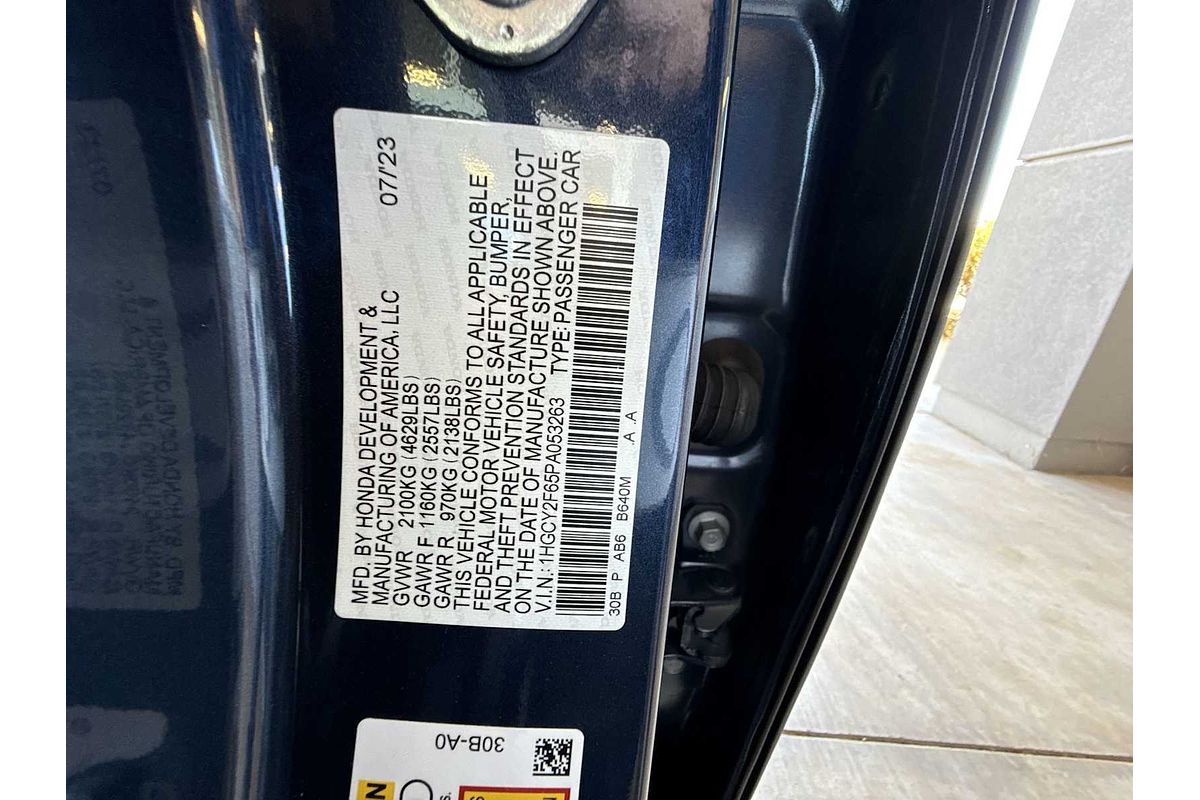 MFD. BY HONDA DEVELOPMENT & 07/'23
MANUFACTURING OF AMERICA, LLC
GVWR 2100KG (4629LBS)
GAWR F 1160KG (2557LBS)
GAWR R 970KG (2138LBS)
THIS VEHICLE CONFORMS TO ALL APPLICABLE
FEDERAL MOTOR VEHICLE SAFETY, BUMPER,
AND THEFT PREVENTION STANDARDS IN EFFECT
ON THE DATE OF MANUFACTURE SHOWN ABOVE.
V.I.N.: 1HGCY2F65PA053263 TYPE: PASSENGER CAR
30B P AB6 B640M .A .A
30B-A0